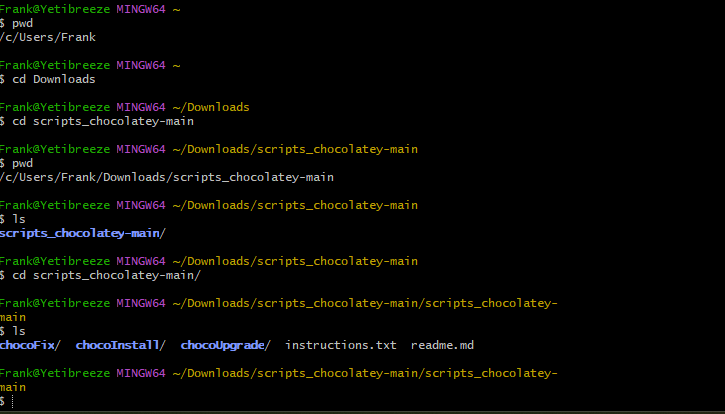 Frank@Yetibreeze MINGW64 ~
$ pwd
/c/Users/Frank
Frank@Yetibreeze MINGW64 ~
$ cd Downloads
Frank@Yetibreeze MINGW64 ~/Downloads
$ cd scripts_chocolatey-main
Frank@Yetibreeze MINGW64 ~/Downloads/scripts_chocolatey-main
$ pwd
/c/Users/Frank/Downloads/scripts_chocolatey-main
Frank@Yetibreeze MINGW64 ~/Downloads/scripts_chocolatey-main
$ ls
scripts_chocolatey-main/
Frank@Yetibreeze MINGW64 ~/Downloads/scripts_chocolatey-main
$ cd scripts_chocolatey-main/
Frank@Yetibreeze MINGW64 ~/Downloads/scripts_chocolatey-main/scripts_chocolatey-
main
$ ls
chocoFix/  chocoInstall/  chocoUpgrade/  instructions.txt  readme.md
Frank@Yetibreeze MINGW64 ~/Downloads/scripts_chocolatey-main/scripts_chocolatey-
main
$